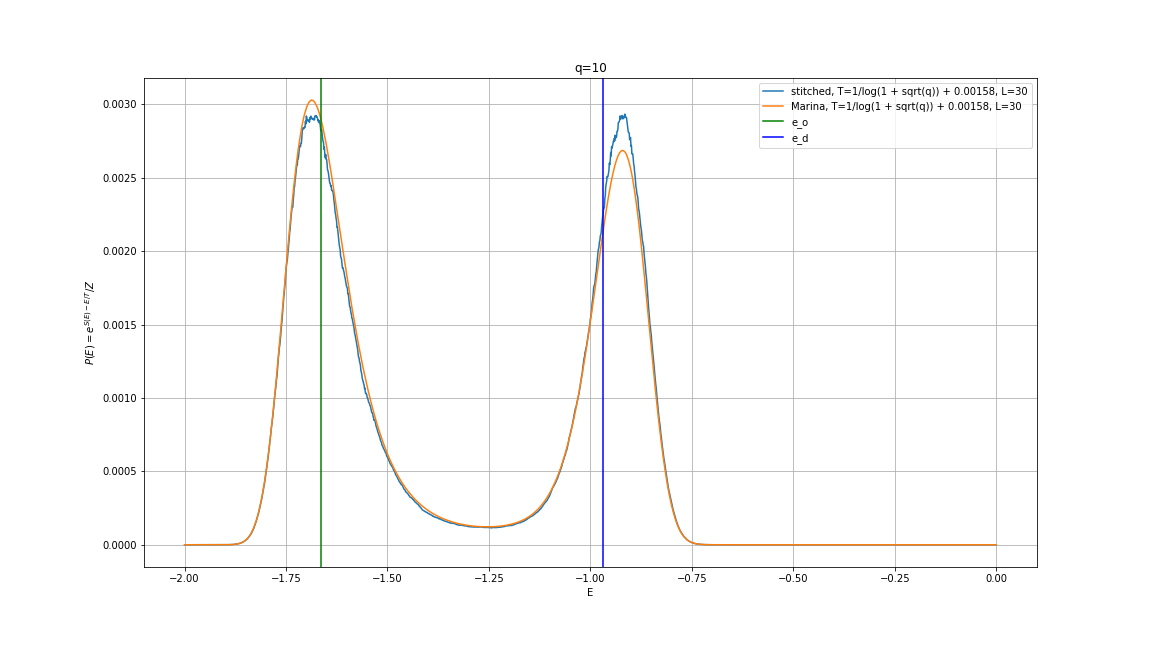 q=10
stitched, T=1/log(1 + sqrt(q)) + 0.00158, L=30
Marina, T=1/log(1 + sqrt(q)) + 0.00158, L=30
e_o
e_d
P(E) = e^{S(E) − E/T}/Z
0.0030
0.0025
0.0020
0.0015
0.0010
0.0005
0.0000
−2.00 −1.75 −1.50 −1.25 −1.00 −0.75 −0.50 −0.25 0.00
E